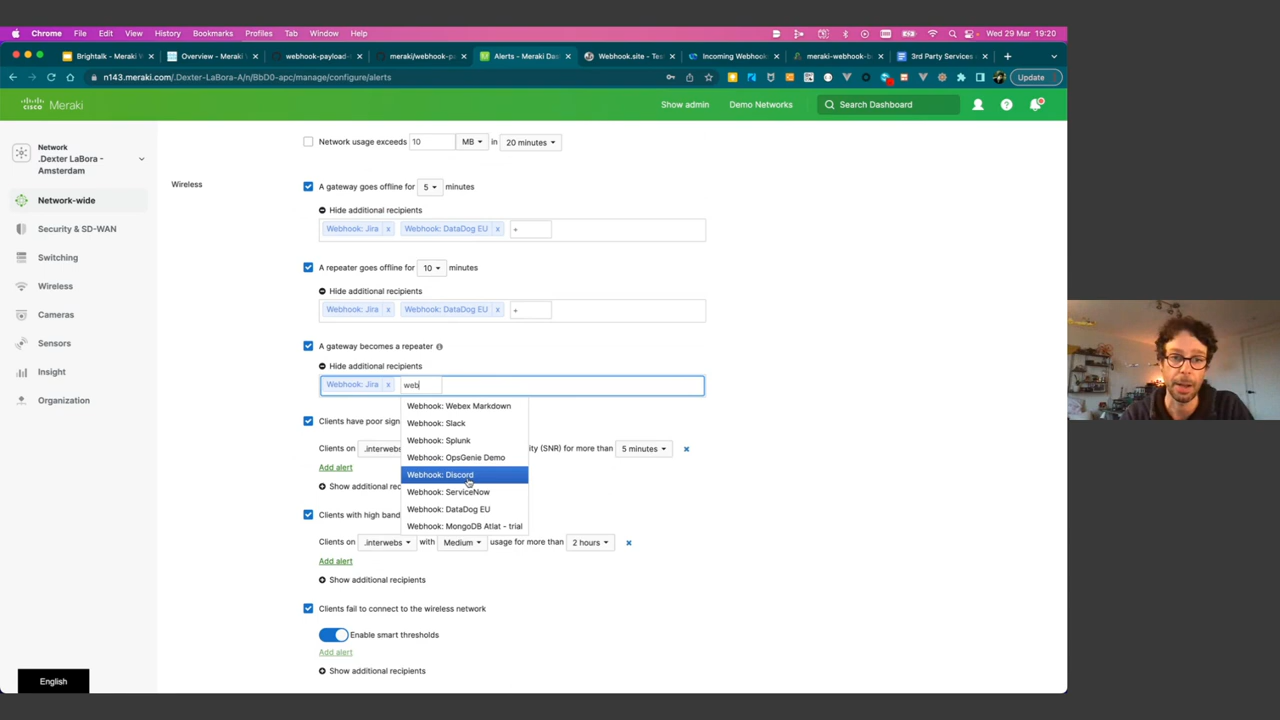 Chrome File Edit View History Bookmarks Profiles Tab Window Help Wed 29 Mar 19:20
Brightalk - Meraki W Overview - Meraki W webhook-payload- meraki/webhook-pa Alerts - Meraki Das Webhook.site - Tes Incoming Webhooks meraki-webhook-b 3rd Party Services
n143.meraki.com/.Dexter-LaBora-A/n/BbD0-apc/manage/configure/alerts Update
CISCO Meraki Show admin Demo Networks Search Dashboard
Network
.Dexter LaBora -
Amsterdam
Network-wide
Security & SD-WAN
Switching
Wireless
Cameras
Sensors
Insight
Organization
English
Network usage exceeds 10 MB in 20 minutes
Wireless
A gateway goes offline for 5 minutes
Hide additional recipients
Webhook: Jira x Webhook: DataDog EU x +
A repeater goes offline for 10 minutes
Hide additional recipients
Webhook: Jira x Webhook: DataDog EU x +
A gateway becomes a repeater
Hide additional recipients
Webhook: Jira x web
Webhook: Webex Markdown
Webhook: Slack
Webhook: Splunk
Webhook: OpsGenie Demo
Webhook: Discord
Webhook: ServiceNow
Webhook: DataDog EU
Webhook: MongoDB Atlat - trial
Clients have poor sign
Clients on .interwebs ity (SNR) for more than 5 minutes
Add alert
Show additional rec
Clients with high band
Clients on .interwebs with Medium usage for more than 2 hours
Add alert
Show additional recipients
Clients fail to connect to the wireless network
Enable smart thresholds
Add alert
Show additional recipients